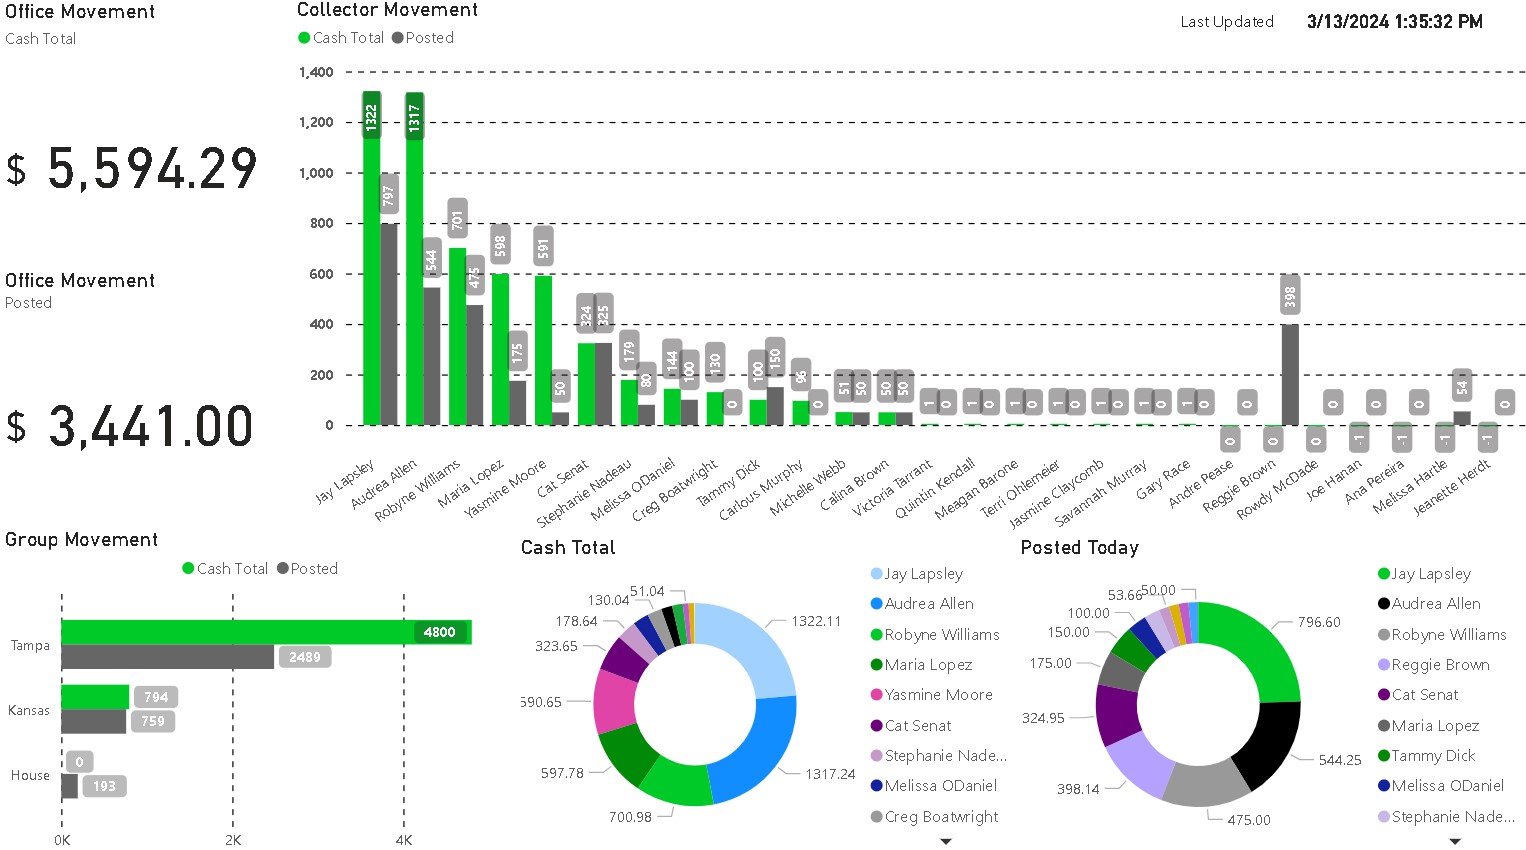 Office Movement
Cash Total
$ 5,594.29
Office Movement
Posted
$ 3,441.00
Collector Movement
Cash Total Posted
Last Updated 3/13/2024 1:35:32 PM
1,400
1,200
1,000
800
600
400
200
0
1322 797 1317 544 701 475 598 175 591 50 324 325 179 80 144 100 130 0 100 150 96 0 51 50 50 50 1 0 1 0 1 0 1 0 1 0 1 0 1 0 0 0 0 398 0 0 -1 0 -1 0 -1 54 -1 0
Jay Lapsley
Audrea Allen
Robyne Williams
Maria Lopez
Yasmine Moore
Cat Senat
Stephanie Nadeau
Melissa ODaniel
Creg Boatwright
Tammy Dick
Carlous Murphy
Michelle Webb
Calina Brown
Victoria Tarrant
Quintin Kendall
Meagan Barone
Terri Ohlemeier
Jasmine Claycomb
Savannah Murray
Gary Race
Andre Pease
Reggie Brown
Rowdy McDade
Joe Hanan
Ana Pereira
Melissa Hartle
Jeanette Herdt
Group Movement
Cash Total Posted
Tampa
4800
2489
Kansas
794
759
House
0
193
0K 2K 4K
Cash Total
51.04
130.04
178.64
323.65
590.65
597.78
700.98
1317.24
1322.11
Jay Lapsley
Audrea Allen
Robyne Williams
Maria Lopez
Yasmine Moore
Cat Senat
Stephanie Nade...
Melissa ODaniel
Creg Boatwright
Posted Today
50.00
53.66
100.00
150.00
175.00
324.95
398.14
475.00
544.25
796.60
Jay Lapsley
Audrea Allen
Robyne Williams
Reggie Brown
Cat Senat
Maria Lopez
Tammy Dick
Melissa ODaniel
Stephanie Nade...